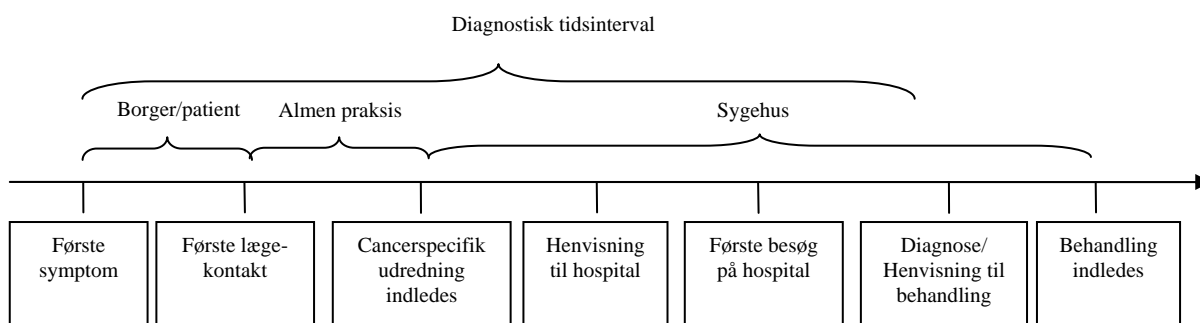 Diagnostisk tidsinterval
Borger/patient
Almen praksis
Sygehus
Første
symptom
Første læge-
kontakt
Cancerspecifik
udredning
indledes
Henvisning
til hospital
Første besøg
på hospital
Diagnose/
Henvisning til
behandling
Behandling
indledes